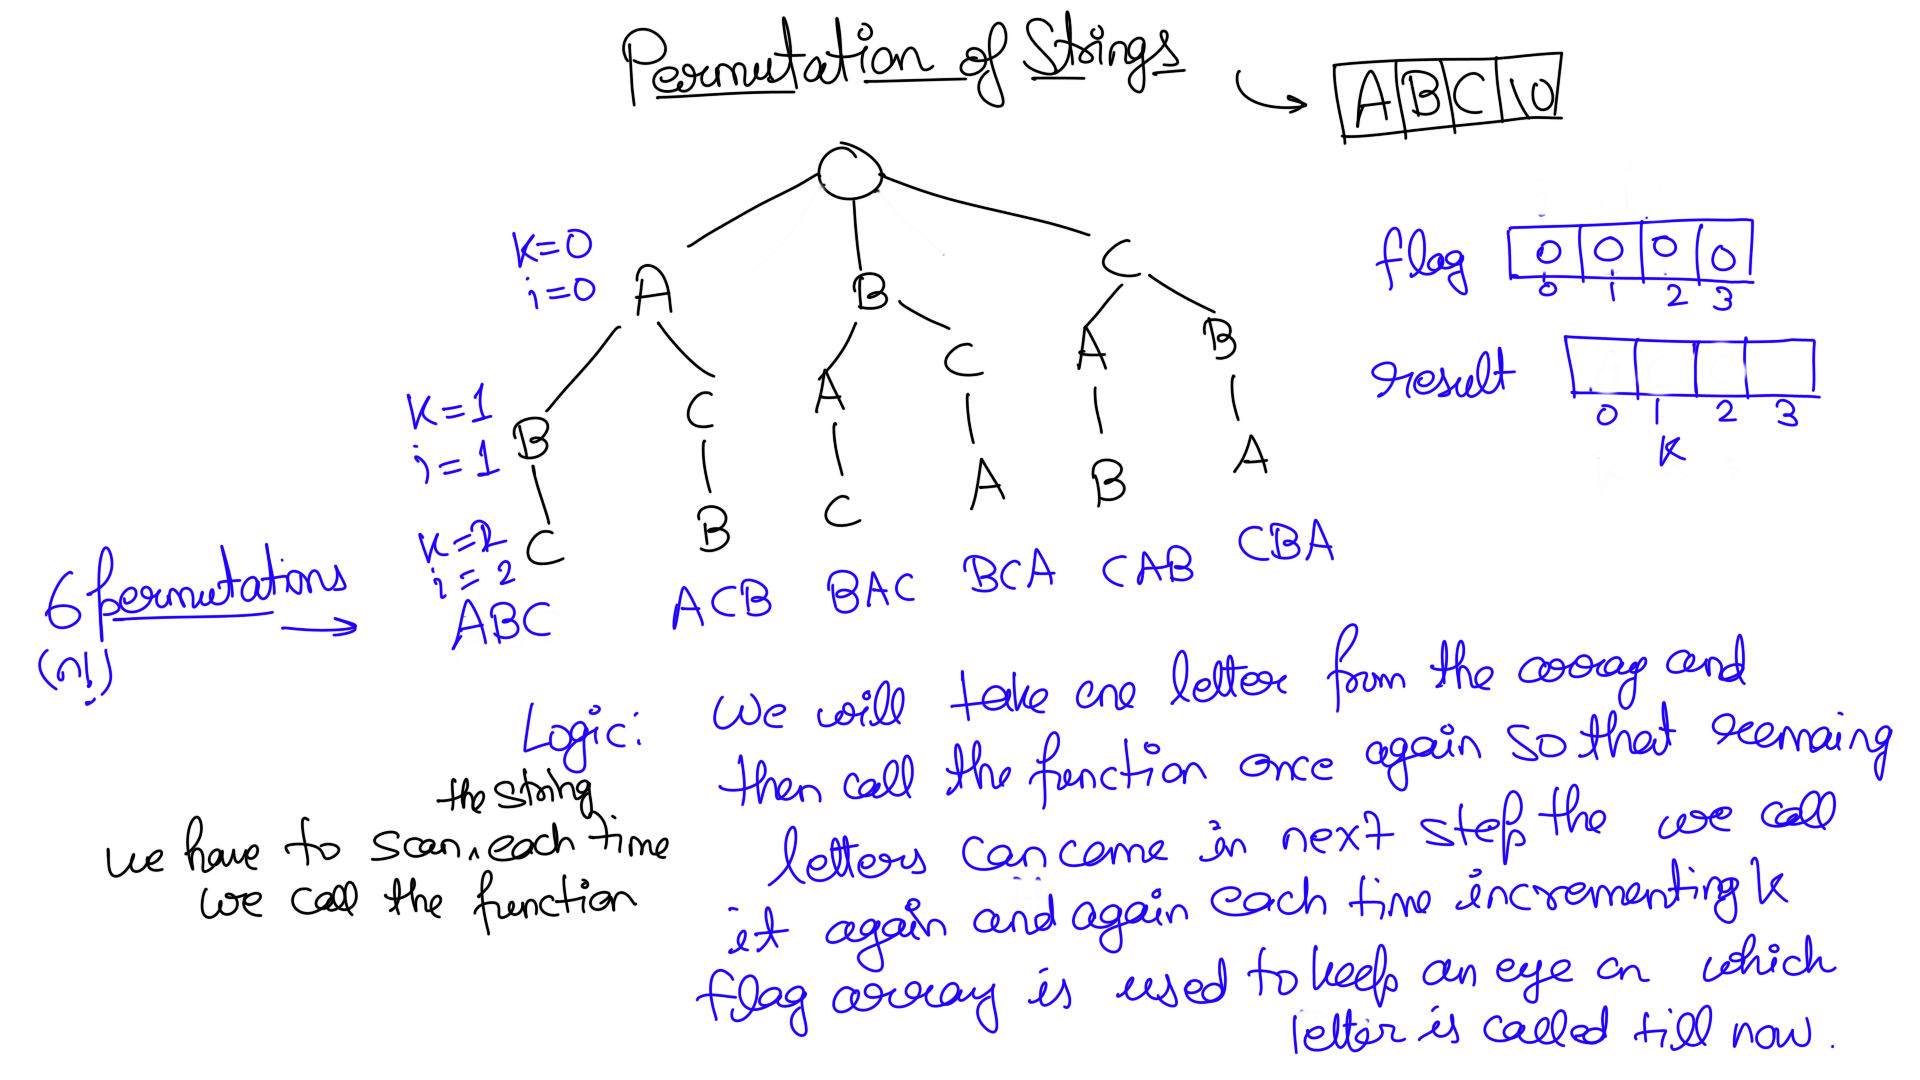 Permutation of Strings
A B C \0
K=0
i=0
A
B
C
flag 0 0 0 0
0 1 2 3
result
0 1 2 3
K
K=1
i=1
B
C
A
C
A
B
K=2
i=2
C
B
C
A
B
A
6 permutations
(n!)
ABC ACB BAC BCA CAB CBA
Logic: We will take one letter from the array and
then call the function once again so that reemaing
letters can come in next step the we call
it again and again each time incrementing k
flag array is used to keep an eye on which
letter is called till now.
the string
we have to scan each time
we call the function